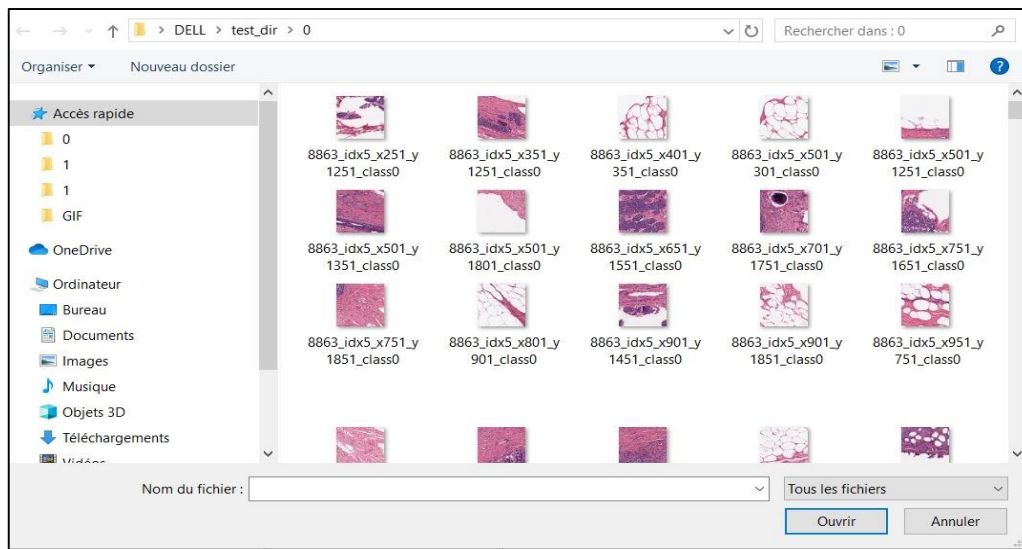 DELL > test_dir > 0
Rechercher dans : 0
Organiser
Nouveau dossier
Accès rapide
0
1
1
GIF
OneDrive
Ordinateur
Bureau
Documents
Images
Musique
Objets 3D
Téléchargements
Vidéos
8863_idx5_x251_y
1251_class0
8863_idx5_x351_y
1251_class0
8863_idx5_x401_y
351_class0
8863_idx5_x501_y
301_class0
8863_idx5_x501_y
1251_class0
8863_idx5_x501_y
1351_class0
8863_idx5_x501_y
1801_class0
8863_idx5_x651_y
1551_class0
8863_idx5_x701_y
1751_class0
8863_idx5_x751_y
1651_class0
8863_idx5_x751_y
1851_class0
8863_idx5_x801_y
901_class0
8863_idx5_x901_y
1451_class0
8863_idx5_x901_y
1851_class0
8863_idx5_x951_y
751_class0
Nom du fichier :
Tous les fichiers
Ouvrir
Annuler